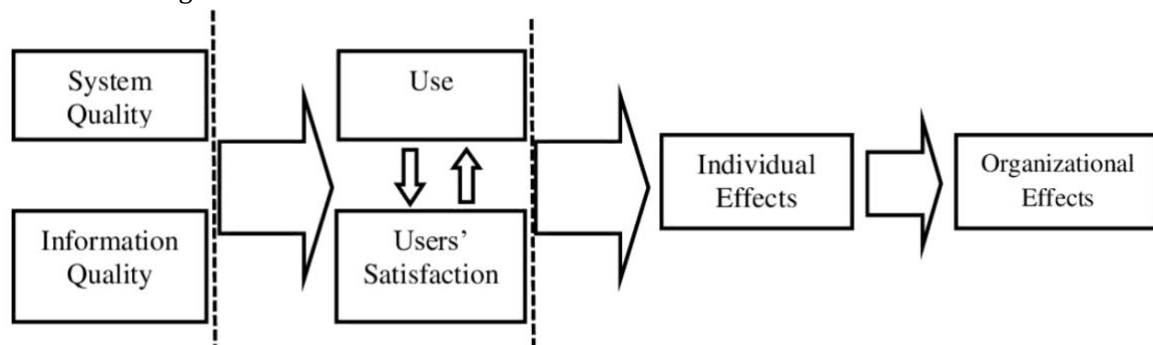 System
Quality
Use
Information
Quality
Users’
Satisfaction
Individual
Effects
Organizational
Effects